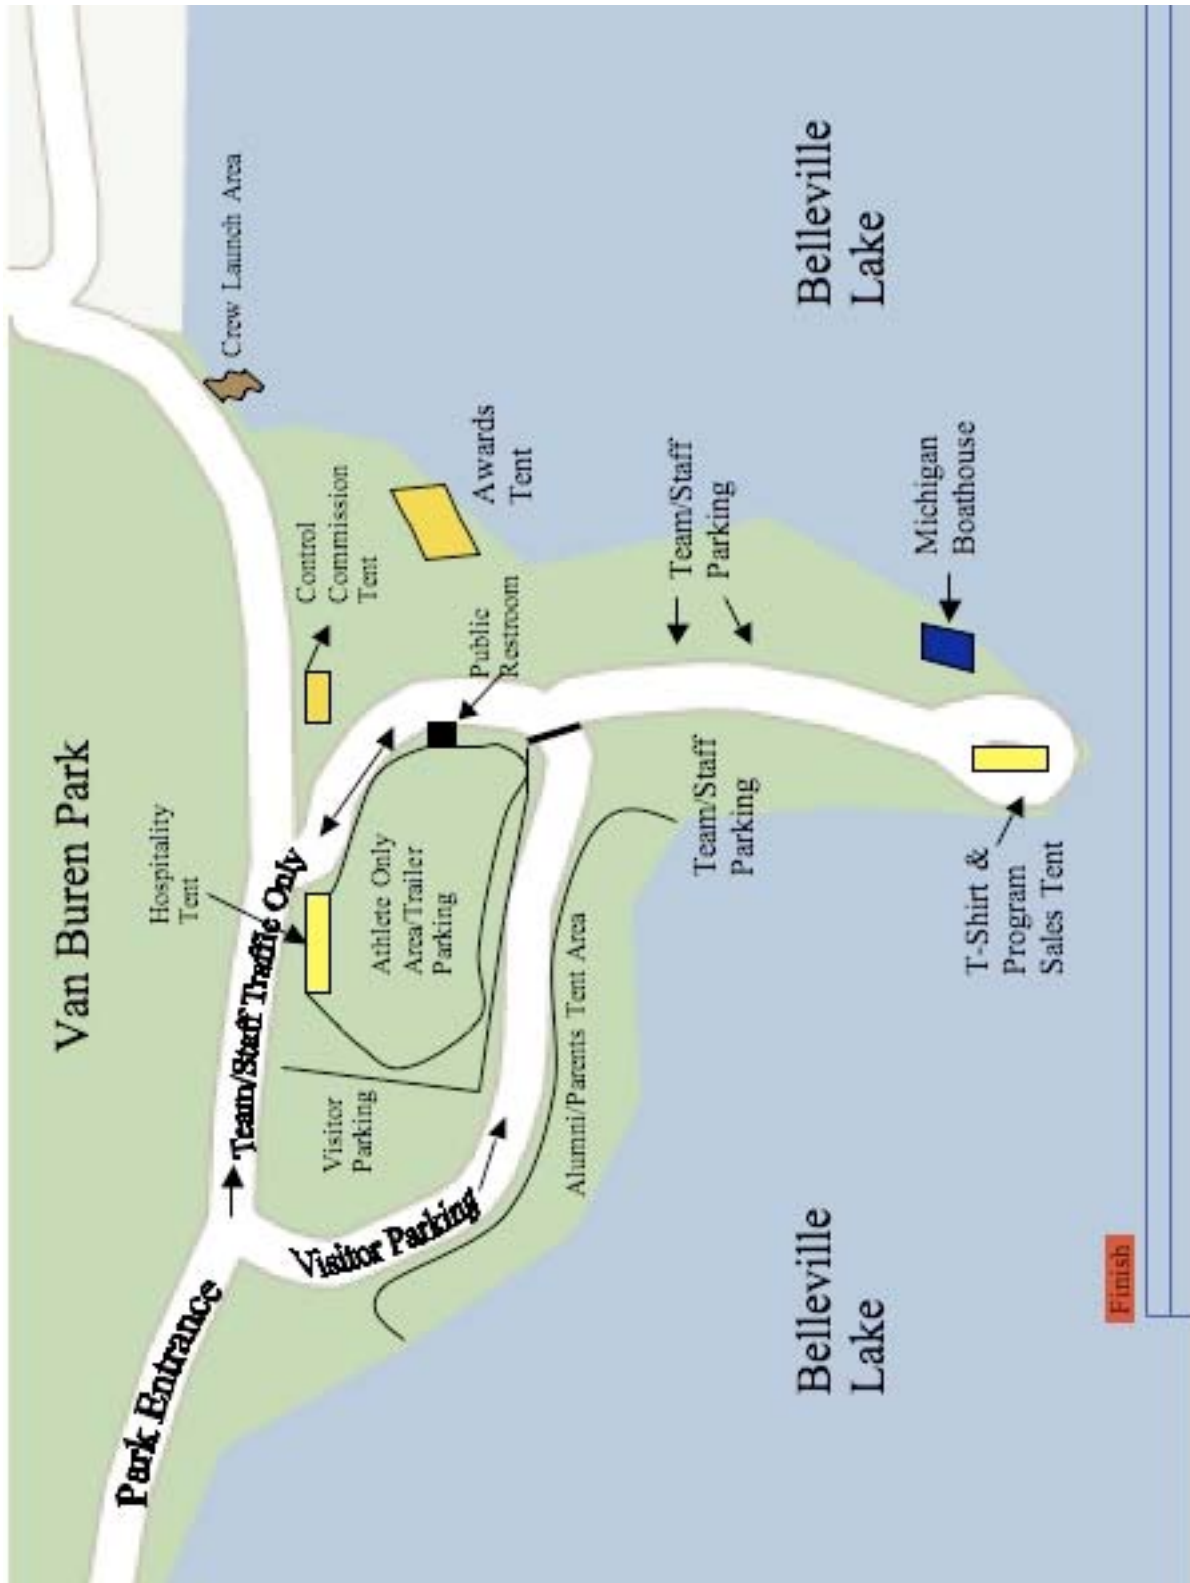 Van Buren Park
Park Entrance
Team/Staff Traffic Only
Visitor Parking
Hospitality
Tent
Control
Commission
Tent
Crew Launch Area
Awards
Tent
Public
Restroom
Athlete Only
Area/Trailer
Parking
Visitor
Parking
Alumni/Parents Tent Area
Team/Staff
Parking
Team/Staff
Parking
Michigan
Boathouse
T-Shirt &
Program
Sales Tent
Belleville
Lake
Belleville
Lake
Finish